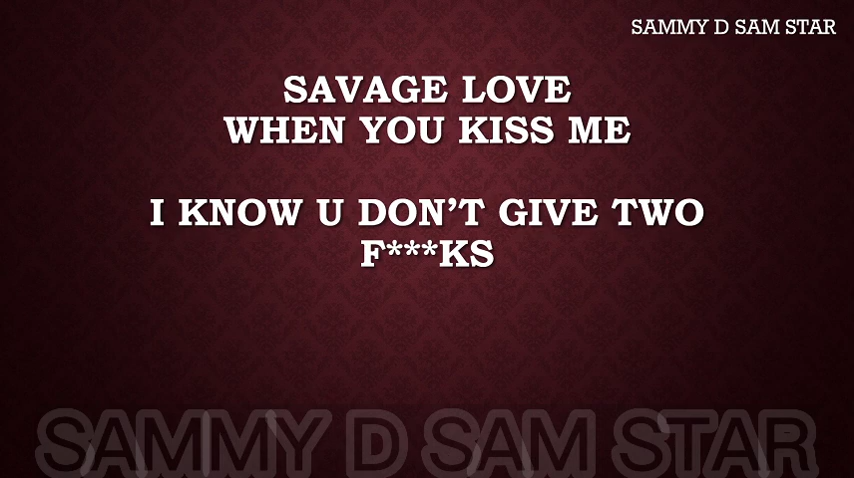 SAMMY D SAM STAR
SAVAGE LOVE
WHEN YOU KISS ME
I KNOW U DON’T GIVE TWO
F***KS
SAMMY D SAM STAR